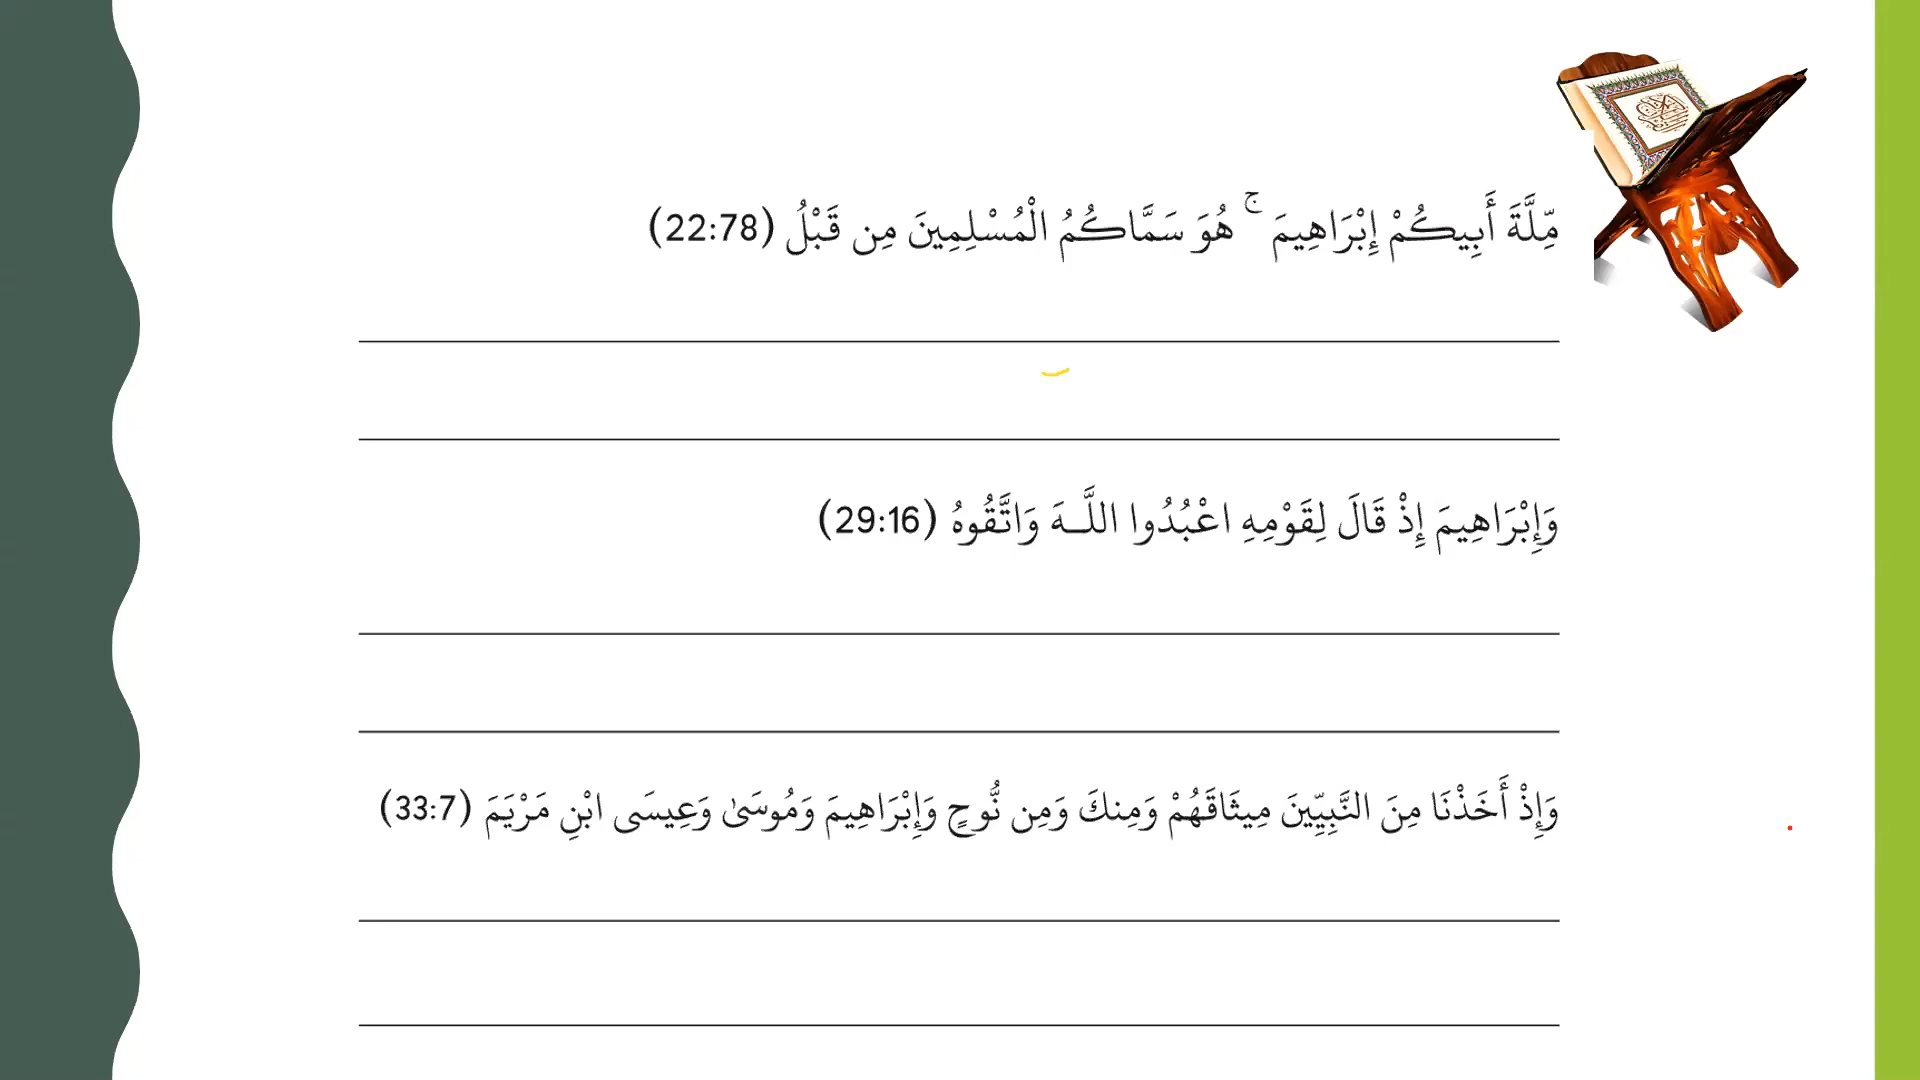 مِّلَّةَ أَبِيكُمْ إِبْرَاهِيمَ ۚ هُوَ سَمَّاكُمُ الْمُسْلِمِينَ مِن قَبْلُ (22:78)
وَإِبْرَاهِيمَ إِذْ قَالَ لِقَوْمِهِ اعْبُدُوا اللَّـهَ وَاتَّقُوهُ (29:16)
وَإِذْ أَخَذْنَا مِنَ النَّبِيِّينَ مِيثَاقَهُمْ وَمِنكَ وَمِن نُّوحٍ وَإِبْرَاهِيمَ وَمُوسَىٰ وَعِيسَى ابْنِ مَرْيَمَ (33:7)